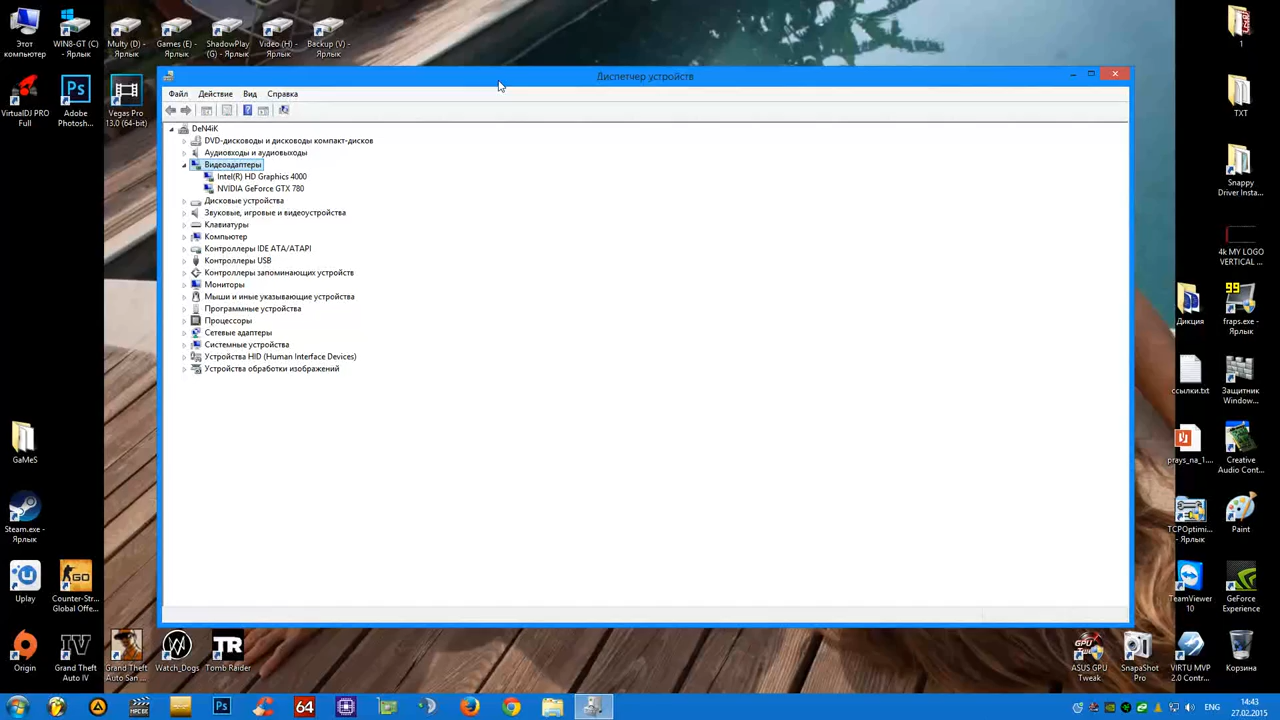 Этот
компьютер
WIN8-GT (C)
- Ярлык
Multy (D) -
Ярлык
Games (E) -
Ярлык
ShadowPlay
(G) - Ярлык
Video (H) -
Ярлык
Backup (V) -
Ярлык
1
VirtualDJ PRO
Full
Adobe
Photosh...
Vegas Pro
13.0 (64-bit)
TXT
Snappy
Driver Insta...
4k MY LOGO
VERTICAL ...
Дикция
99
fraps.exe -
Ярлык
ссылки.txt
Защитник
Window...
prays_na_1....
Creative
Audio Cont...
TCPOptimi...
- Ярлык
Paint
TeamViewer
10
GeForce
Experience
ASUS GPU
Tweak
SnapaShot
Pro
VIRTU MVP
2.0 Contr...
Корзина
GaMeS
Steam.exe -
Ярлык
Uplay
Counter-Str...
Global Offe...
Origin
Grand Theft
Auto IV
Grand Theft
Auto San ...
Watch_Dogs
Tomb Raider
Диспетчер устройств
Файл Действие Вид Справка
DeN4iK
DVD-дисководы и дисководы компакт-дисков
Аудиовходы и аудиовыходы
Видеоадаптеры
Intel(R) HD Graphics 4000
NVIDIA GeForce GTX 780
Дисковые устройства
Звуковые, игровые и видеоустройства
Клавиатуры
Компьютер
Контроллеры IDE ATA/ATAPI
Контроллеры USB
Контроллеры запоминающих устройств
Мониторы
Мыши и иные указывающие устройства
Программные устройства
Процессоры
Сетевые адаптеры
Системные устройства
Устройства HID (Human Interface Devices)
Устройства обработки изображений
64
ENG
14:43
27.02.2015